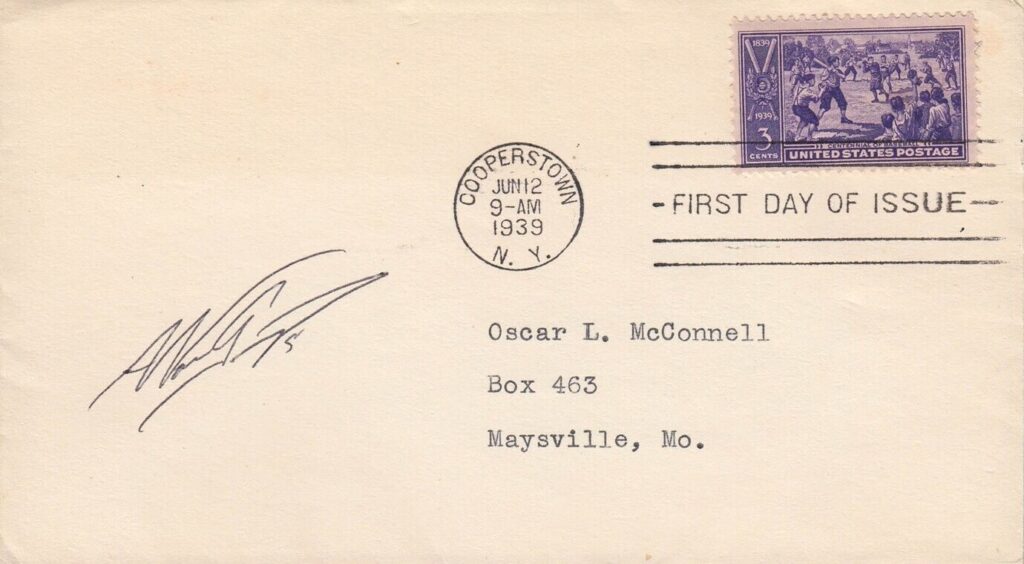 1839
1939
3
CENTS
CENTENNIAL OF BASEBALL
UNITED STATES POSTAGE
COOPERSTOWN
JUN 12
9-AM
1939
N. Y.
FIRST DAY OF ISSUE
Oscar L. McConnell
Box 463
Maysville, Mo.